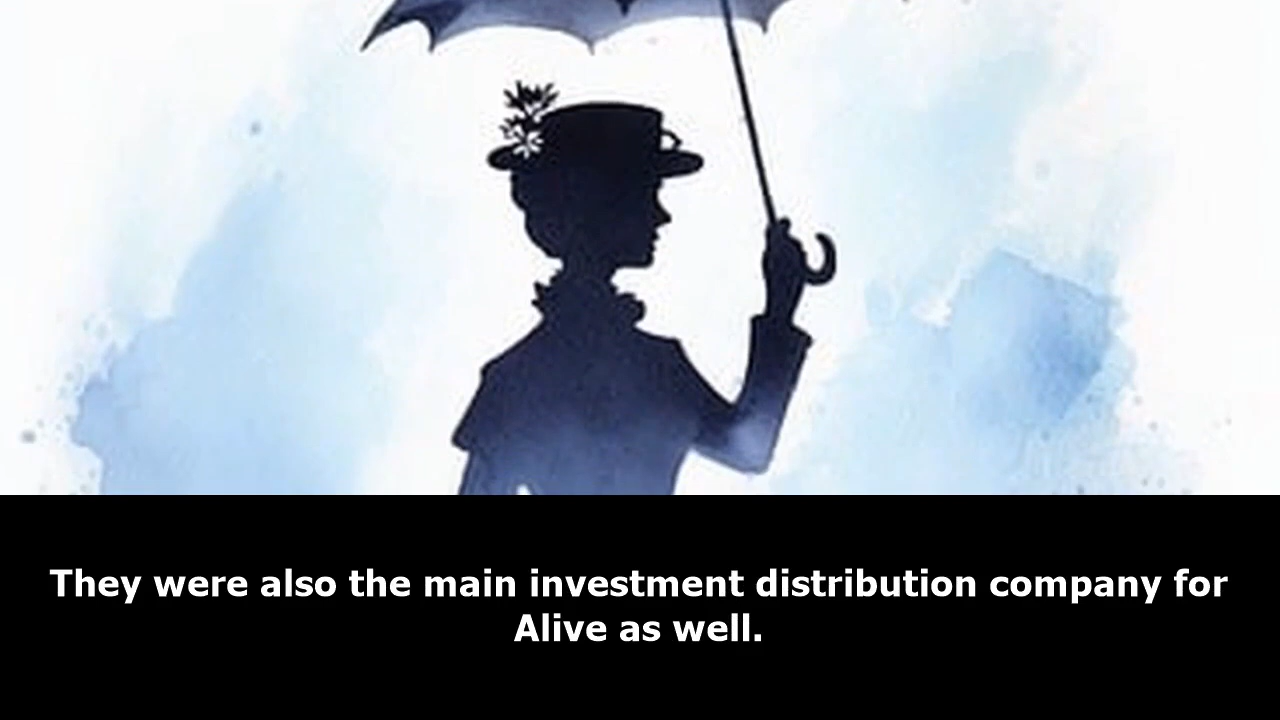 They were also the main investment distribution company for
Alive as well.